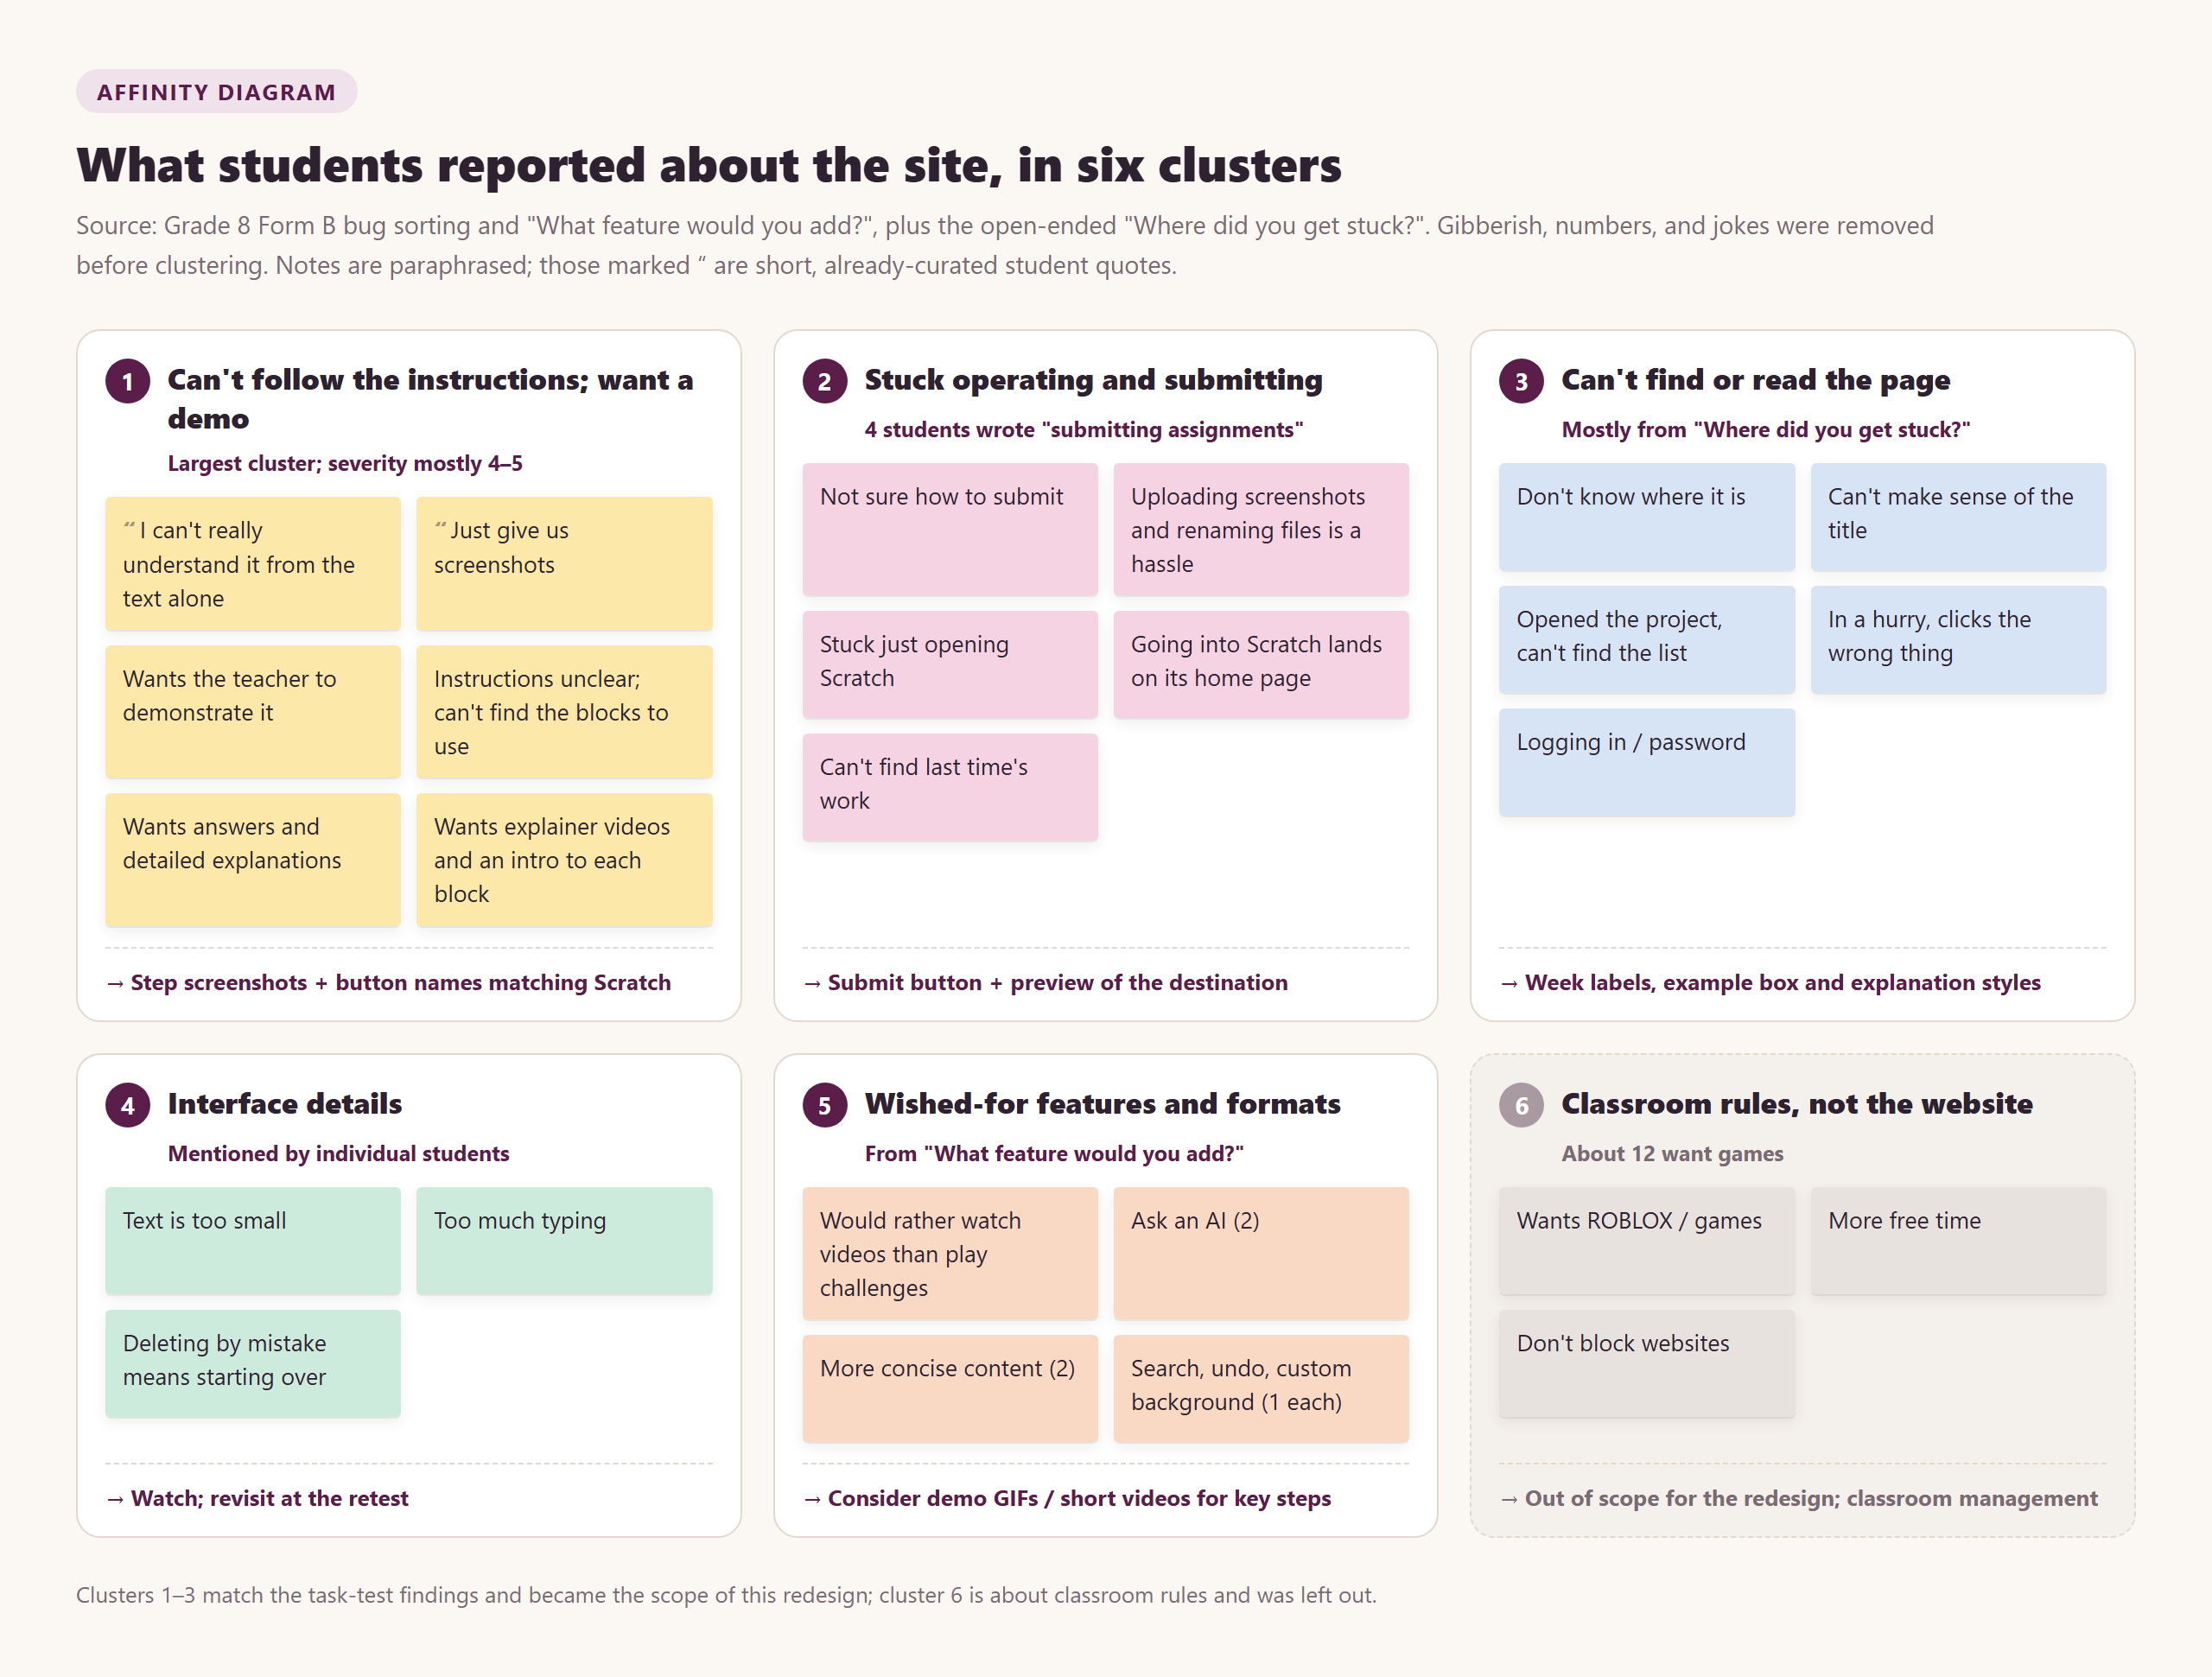 AFFINITY DIAGRAM
What students reported about the site, in six clusters
Source: Grade 8 Form B bug sorting and "What feature would you add?", plus the open-ended "Where did you get stuck?". Gibberish, numbers, and jokes were removed
before clustering. Notes are paraphrased; those marked “ are short, already-curated student quotes.
1
Can't follow the instructions; want a
demo
Largest cluster; severity mostly 4–5
“ I can't really
understand it from the
text alone
“ Just give us
screenshots
Wants the teacher to
demonstrate it
Instructions unclear;
can't find the blocks to
use
Wants answers and
detailed explanations
Wants explainer videos
and an intro to each
block
→ Step screenshots + button names matching Scratch
2
Stuck operating and submitting
4 students wrote "submitting assignments"
Not sure how to submit
Uploading screenshots
and renaming files is a
hassle
Stuck just opening
Scratch
Going into Scratch lands
on its home page
Can't find last time's
work
→ Submit button + preview of the destination
3
Can't find or read the page
Mostly from "Where did you get stuck?"
Don't know where it is
Can't make sense of the
title
Opened the project,
can't find the list
In a hurry, clicks the
wrong thing
Logging in / password
→ Week labels, example box and explanation styles
4
Interface details
Mentioned by individual students
Text is too small
Too much typing
Deleting by mistake
means starting over
→ Watch; revisit at the retest
5
Wished-for features and formats
From "What feature would you add?"
Would rather watch
videos than play
challenges
Ask an AI (2)
More concise content (2)
Search, undo, custom
background (1 each)
→ Consider demo GIFs / short videos for key steps
6
Classroom rules, not the website
About 12 want games
Wants ROBLOX / games
More free time
Don't block websites
→ Out of scope for the redesign; classroom management
Clusters 1–3 match the task-test findings and became the scope of this redesign; cluster 6 is about classroom rules and was left out.